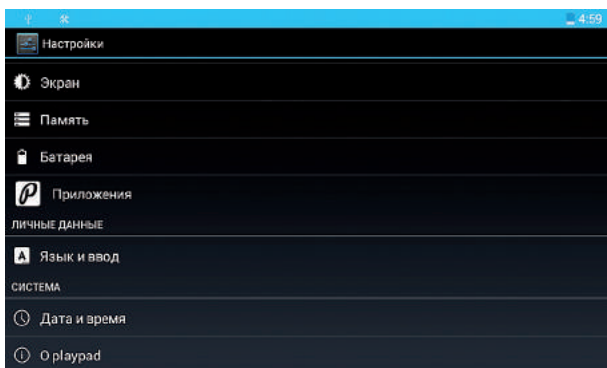 4:59
Настройки
Экран
Память
Батарея
Приложения
ЛИЧНЫЕ ДАННЫЕ
Язык и ввод
СИСТЕМА
Дата и время
О playpad